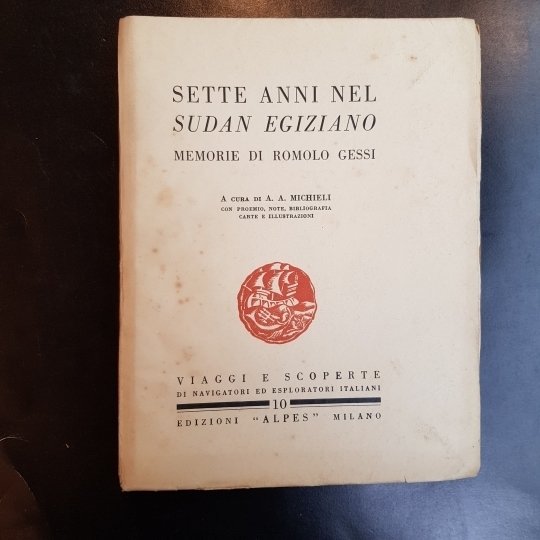 SETTE ANNI NEL
SUDAN EGIZIANO
MEMORIE DI ROMOLO GESSI
A CURA DI A. A. MICHIELI
CON PROEMIO, NOTE, BIBLIOGRAFIA
CARTE E ILLUSTRAZIONI
VIAGGI E SCOPERTE
DI NAVIGATORI ED ESPLORATORI ITALIANI
10
EDIZIONI "ALPES" MILANO